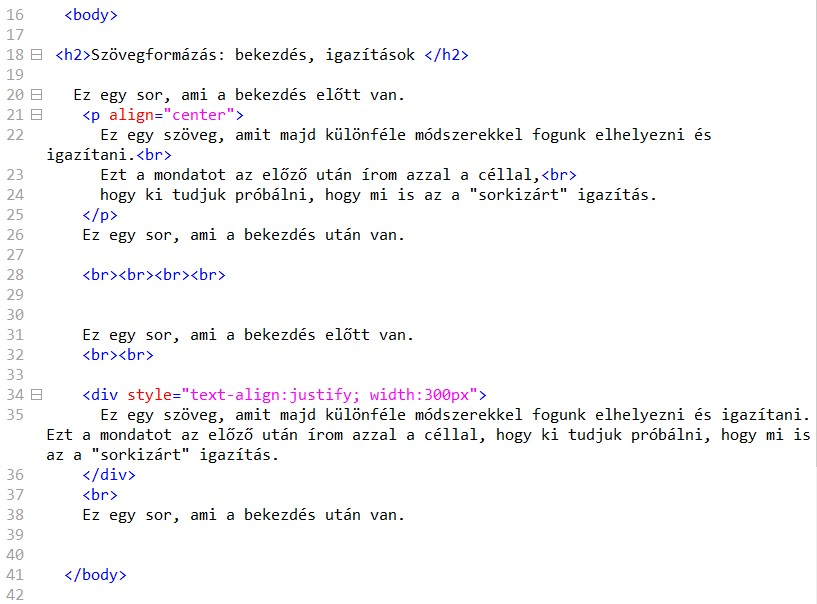 16 <body>
17
18 <h2>Szövegformázás: bekezdés, igazítások </h2>
19
20 Ez egy sor, ami a bekezdés előtt van.
21 <p align="center">
22 Ez egy szöveg, amit majd különféle módszerekkel fogunk elhelyezni és
igazítani.<br>
23 Ezt a mondatot az előző után írom azzal a céllal,<br>
24 hogy ki tudjuk próbálni, hogy mi is az a "sorkizárt" igazítás.
25 </p>
26 Ez egy sor, ami a bekezdés után van.
27
28 <br><br><br><br>
29
30
31 Ez egy sor, ami a bekezdés előtt van.
32 <br><br>
33
34 <div style="text-align:justify; width:300px">
35 Ez egy szöveg, amit majd különféle módszerekkel fogunk elhelyezni és igazítani.
Ezt a mondatot az előző után írom azzal a céllal, hogy ki tudjuk próbálni, hogy mi is
az a "sorkizárt" igazítás.
36 </div>
37 <br>
38 Ez egy sor, ami a bekezdés után van.
39
40
41 </body>
42